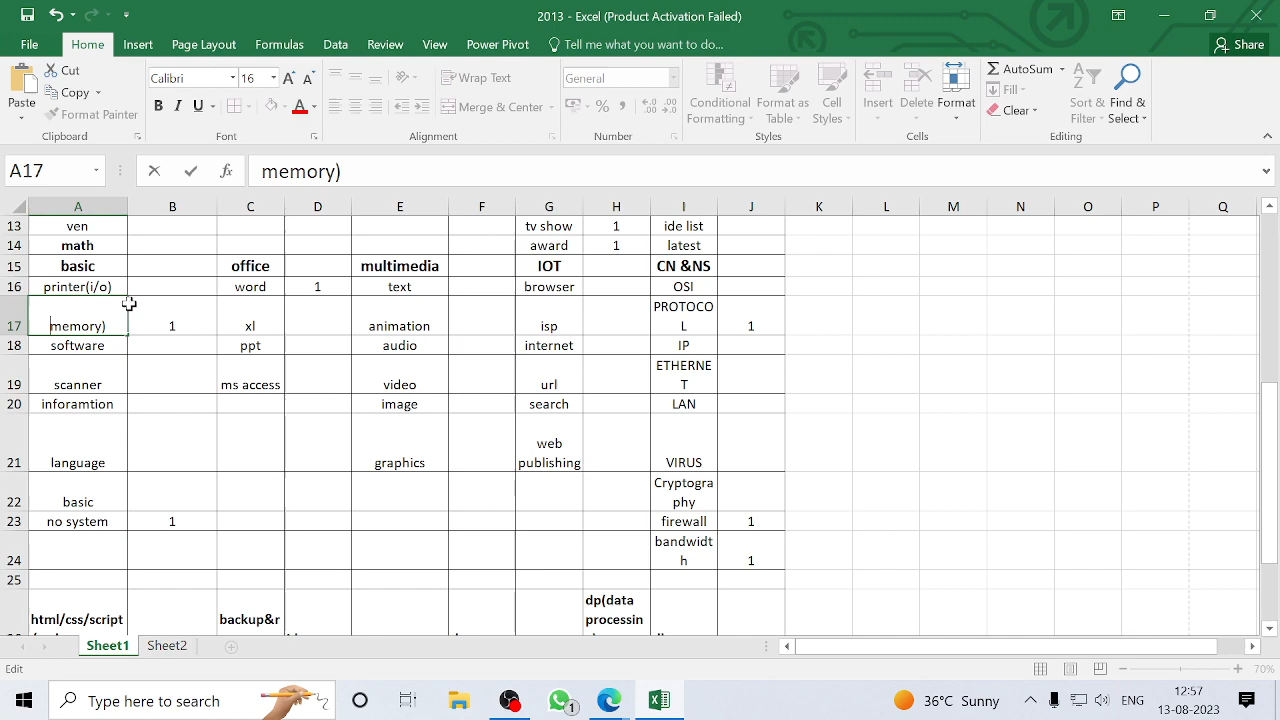 2013 - Excel (Product Activation Failed)
File Home Insert Page Layout Formulas Data Review View Power Pivot Tell me what you want to do... Share
Paste Cut Copy Format Painter Clipboard
Calibri 16 A A B I U A Font
Wrap Text Merge & Center Alignment
General % , .0 .00 .00 .0 Number
Conditional Formatting Format as Table Cell Styles Styles
Insert Delete Format Cells
AutoSum Fill Clear Sort & Filter Find & Select Editing
A17 fx memory)
A B C D E F G H I J K L M N O P Q
13 ven tv show 1 ide list
14 math award 1 latest
15 basic office multimedia IOT CN &NS
16 printer(i/o) word 1 text browser OSI
PROTOCO
17 memory) 1 xl animation isp L 1
18 software ppt audio internet IP
ETHERNE
19 scanner ms access video url T
20 inforamtion image search LAN
web
21 language graphics publishing VIRUS
Cryptogra
22 basic phy
23 no system 1 firewall 1
bandwidt
24 h 1
25
dp(data
html/css/script backup&r processin
Sheet1 Sheet2
Edit 70%
Type here to search 1 36°C Sunny ENG 12:57
13-08-2023